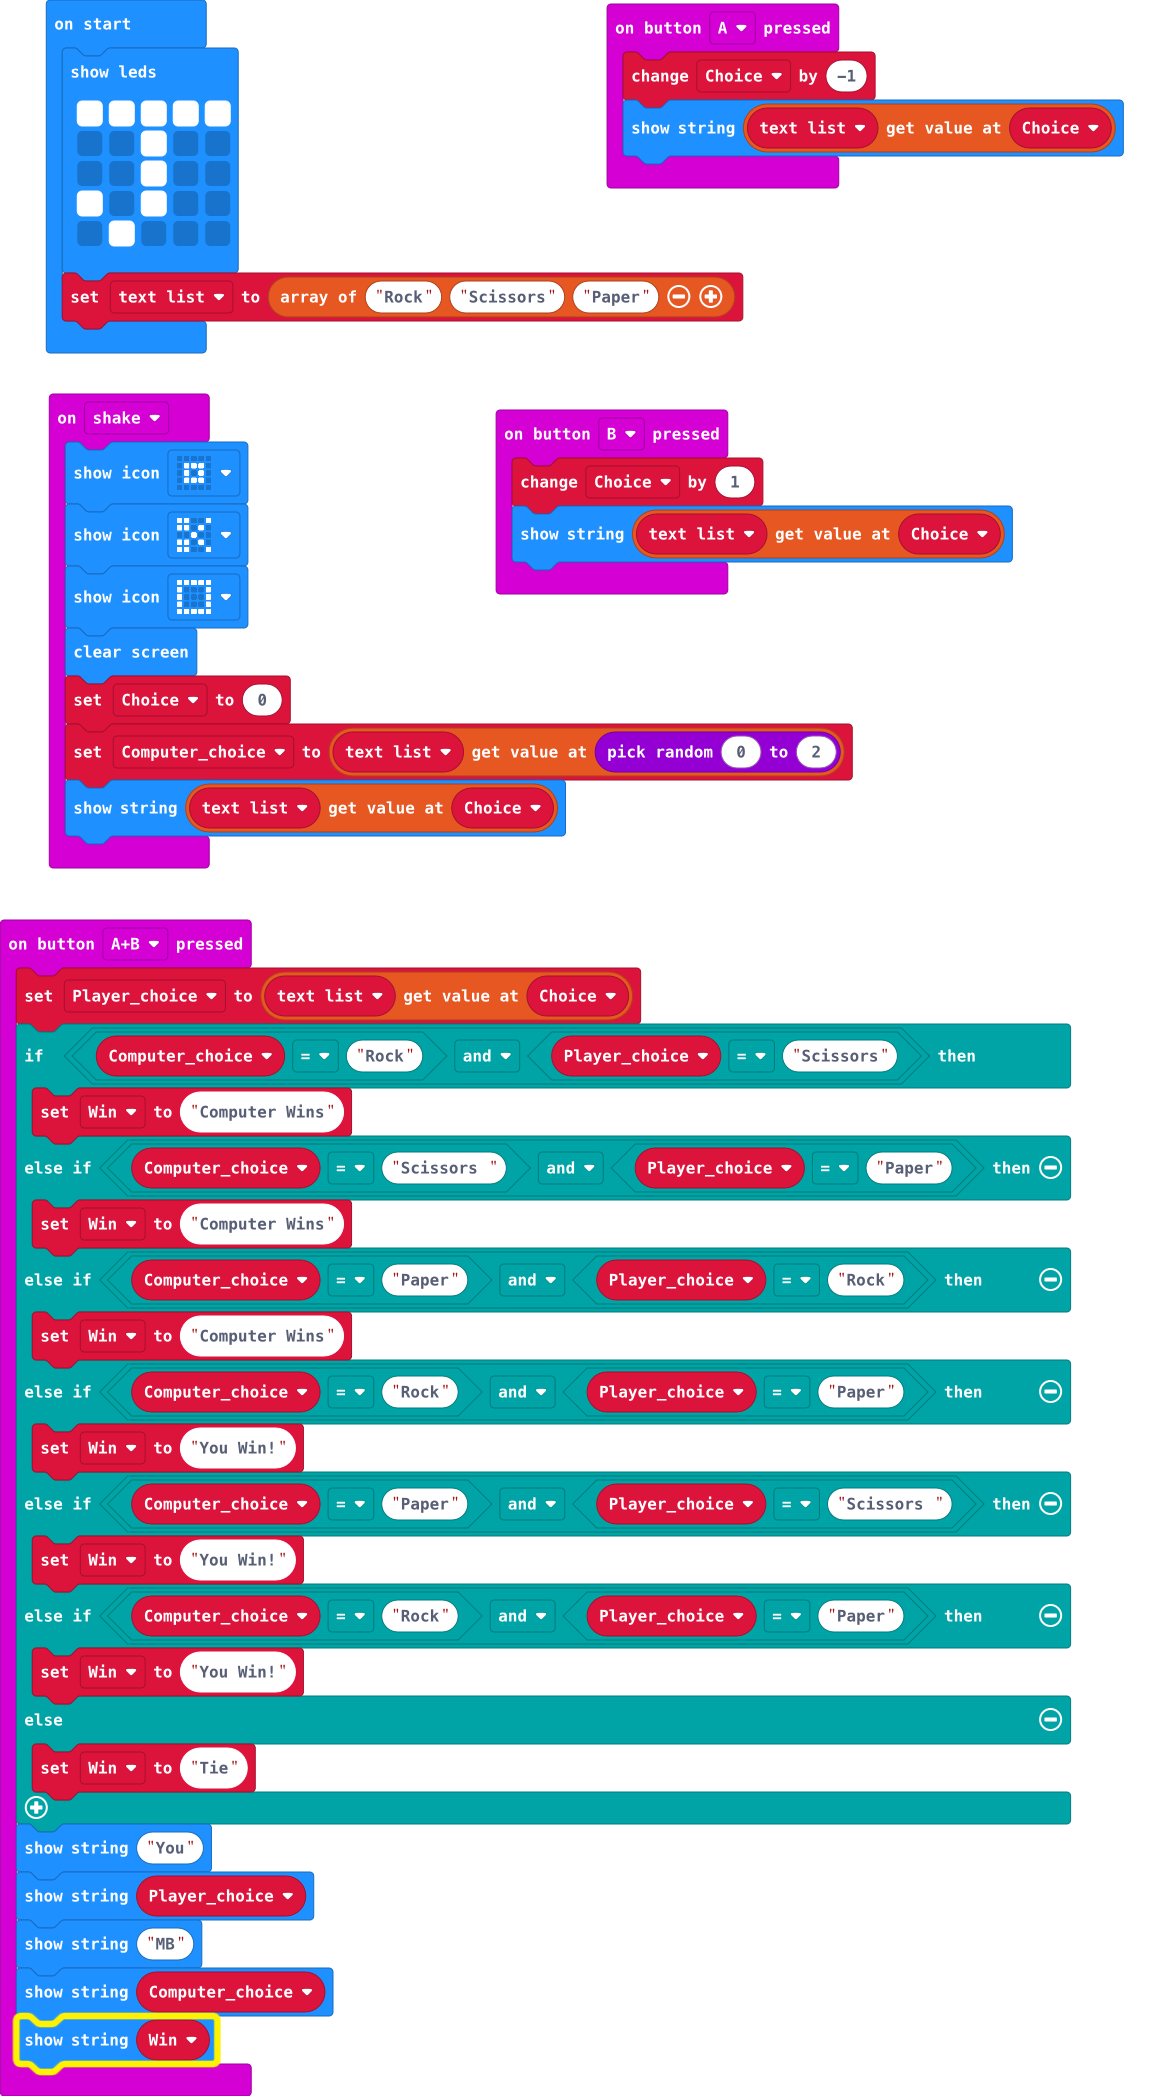 on start
show leds
set text list to array of "Rock" "Scissors" "Paper"
on button A pressed
change Choice by -1
show string text list get value at Choice
on shake
show icon
show icon
show icon
clear screen
set Choice to 0
set Computer_choice to text list get value at pick random 0 to 2
show string text list get value at Choice
on button B pressed
change Choice by 1
show string text list get value at Choice
on button A+B pressed
set Player_choice to text list get value at Choice
if Computer_choice = "Rock" and Player_choice = "Scissors" then
set Win to "Computer Wins"
else if Computer_choice = "Scissors " and Player_choice = "Paper" then
set Win to "Computer Wins"
else if Computer_choice = "Paper" and Player_choice = "Rock" then
set Win to "Computer Wins"
else if Computer_choice = "Rock" and Player_choice = "Paper" then
set Win to "You Win!"
else if Computer_choice = "Paper" and Player_choice = "Scissors " then
set Win to "You Win!"
else if Computer_choice = "Rock" and Player_choice = "Paper" then
set Win to "You Win!"
else
set Win to "Tie"
show string "You"
show string Player_choice
show string "MB"
show string Computer_choice
show string Win